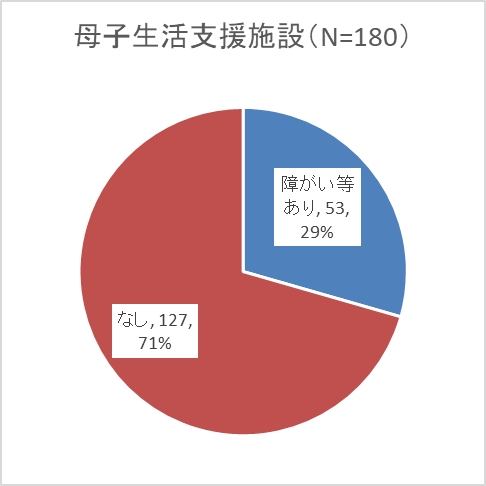 母子生活支援施設（N=180）
障がい等
あり, 53,
29%
なし, 127,
71%